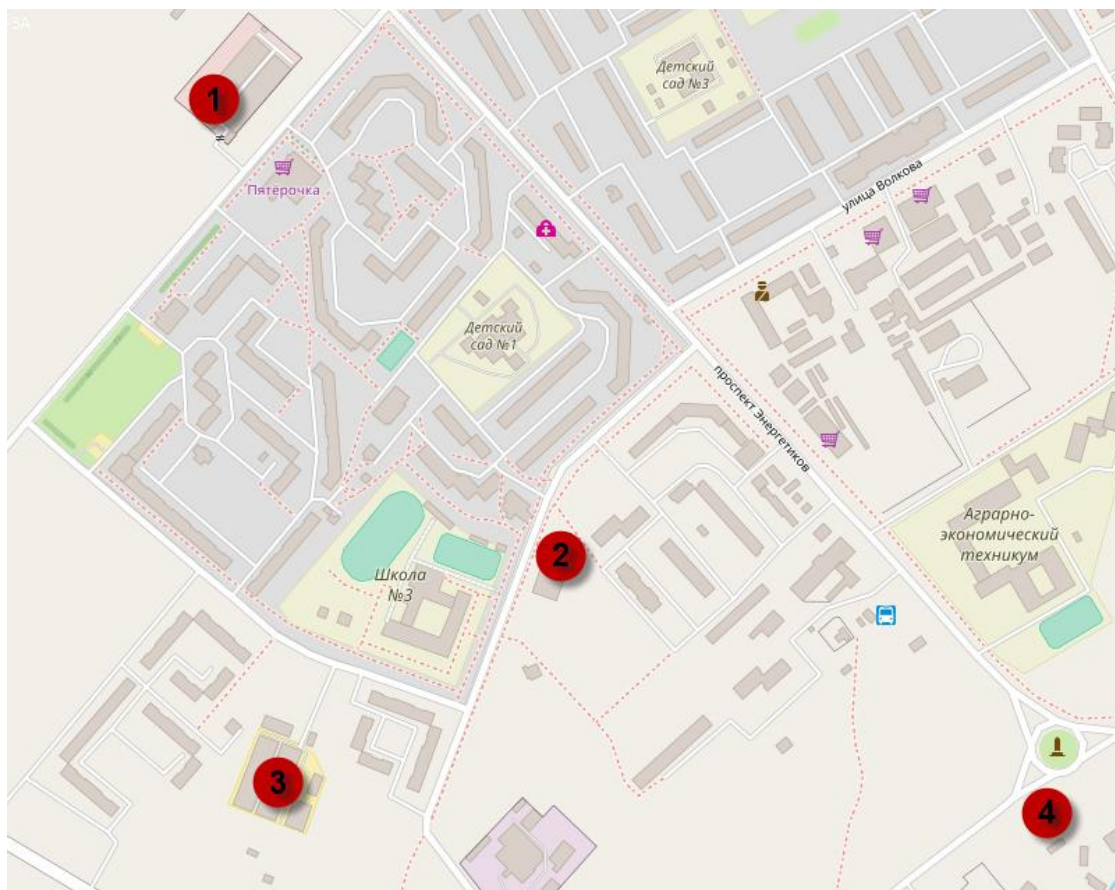 3A
1
Детский
сад №3
улица Волкова
Пятёрочка
Детский
сад №1
проспект Энергетиков
Аграрно-
экономический
техникум
2
Школа
№3
3
4